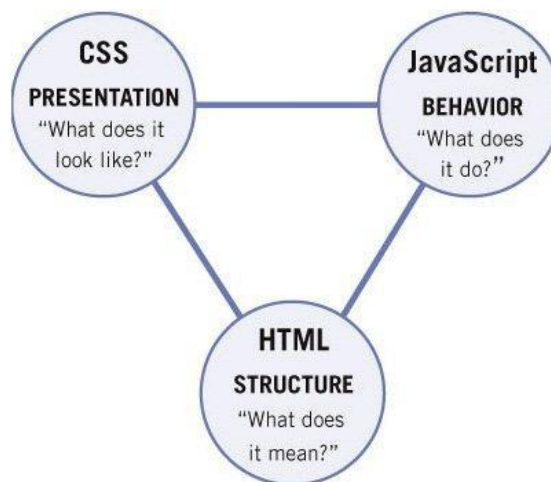 CSS
PRESENTATION
“What does it
look like?”
JavaScript
BEHAVIOR
“What does
it do?”
HTML
STRUCTURE
“What does
it mean?”